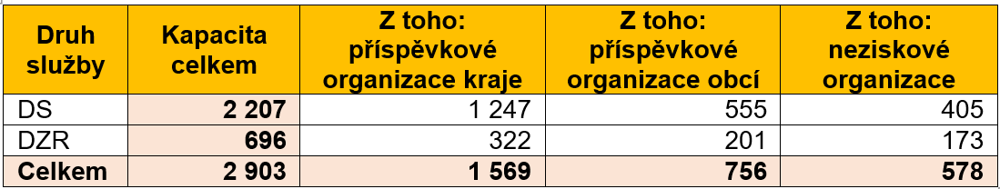 Druh služby Kapacita celkem Z toho: příspěvkové organizace kraje Z toho: příspěvkové organizace obcí Z toho: neziskové organizace
DS 2 207 1 247 555 405
DZR 696 322 201 173
Celkem 2 903 1 569 756 578